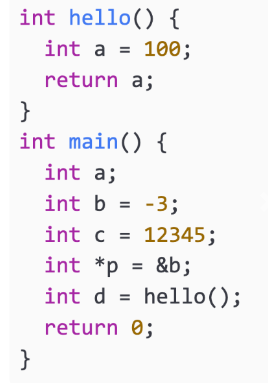 int hello() {
  int a = 100;
  return a;
}
int main() {
  int a;
  int b = -3;
  int c = 12345;
  int *p = &b;
  int d = hello();
  return 0;
}